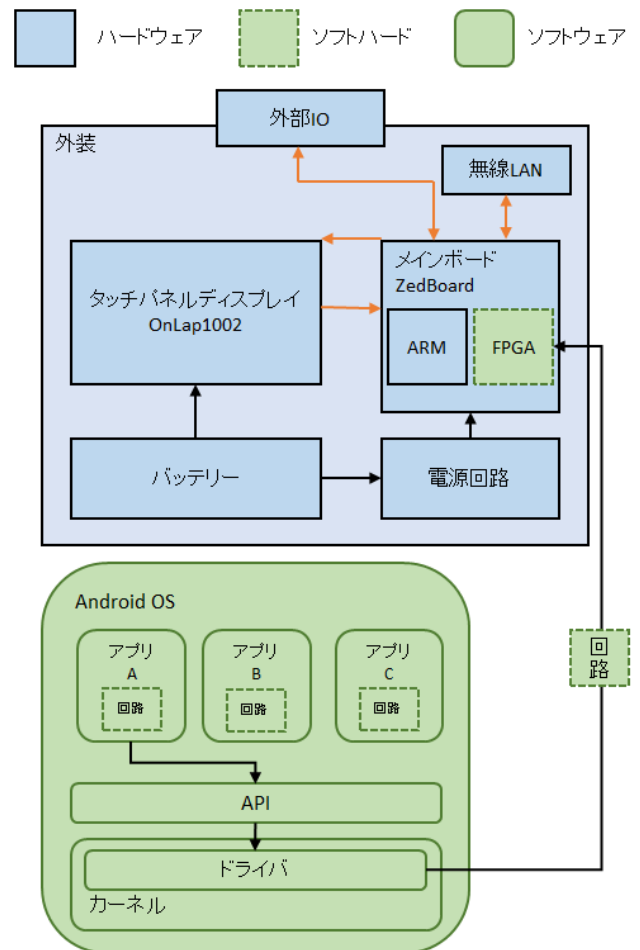 ハードウェア
ソフトハード
ソフトウェア
外部IO
外装
無線LAN
タッチパネルディスプレイ
OnLap1002
メインボード
ZedBoard
ARM
FPGA
バッテリー
電源回路
Android OS
アプリ
A
回路
アプリ
B
回路
アプリ
C
回路
回
路
API
ドライバ
カーネル